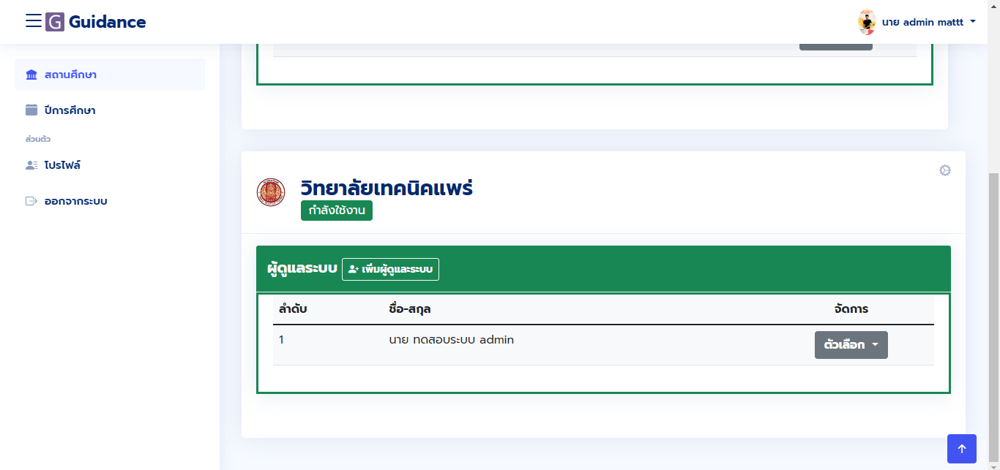 G Guidance
นาย admin mattt
สถานศึกษา
ปีการศึกษา
ส่วนตัว
โปรไฟล์
ออกจากระบบ
วิทยาลัยเทคนิคแพร่
กำลังใช้งาน
ผู้ดูแลระบบ เพิ่มผู้ดูและระบบ
ลำดับ ชื่อ-สกุล จัดการ
1 นาย ทดสอบระบบ admin ตัวเลือก